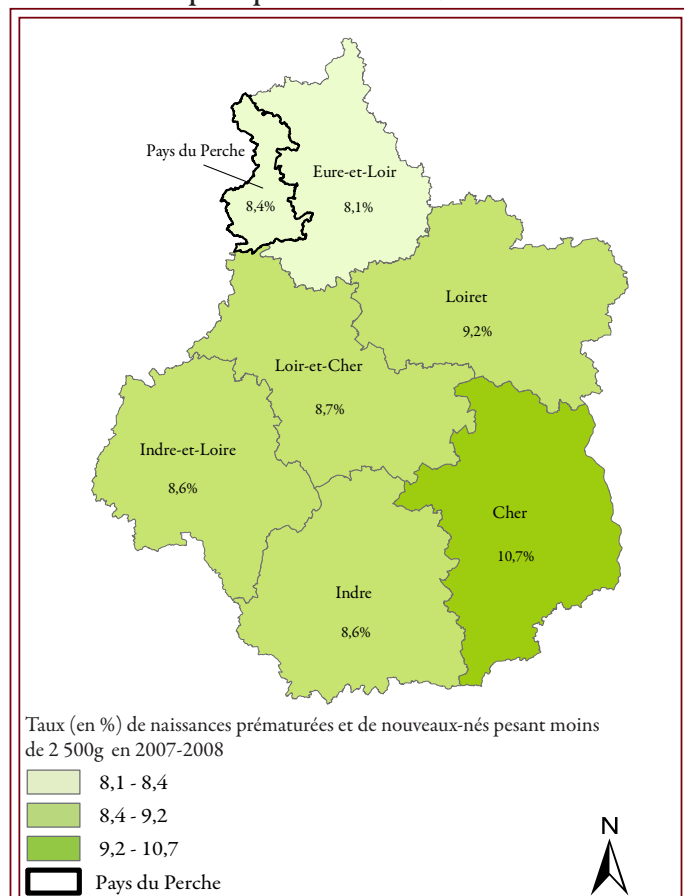 Pays du Perche
8,4%
Eure-et-Loir
8,1%
Loiret
9,2%
Loir-et-Cher
8,7%
Indre-et-Loire
8,6%
Cher
10,7%
Indre
8,6%
Taux (en %) de naissances prématurées et de nouveaux-nés pesant moins
de 2 500g en 2007-2008
8,1 - 8,4
8,4 - 9,2
9,2 - 10,7
Pays du Perche
N